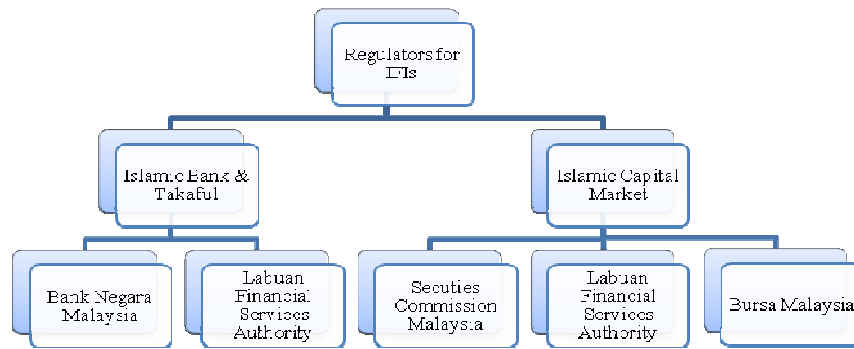 Regulators for
IFIs
Islamic Bank &
Takaful
Islamic Capital
Market
Bank Negara
Malaysia
Labuan
Financial
Services
Authority
Secuties
Commission
Malaysia
Labuan
Financial
Services
Authority
Bursa Malaysia